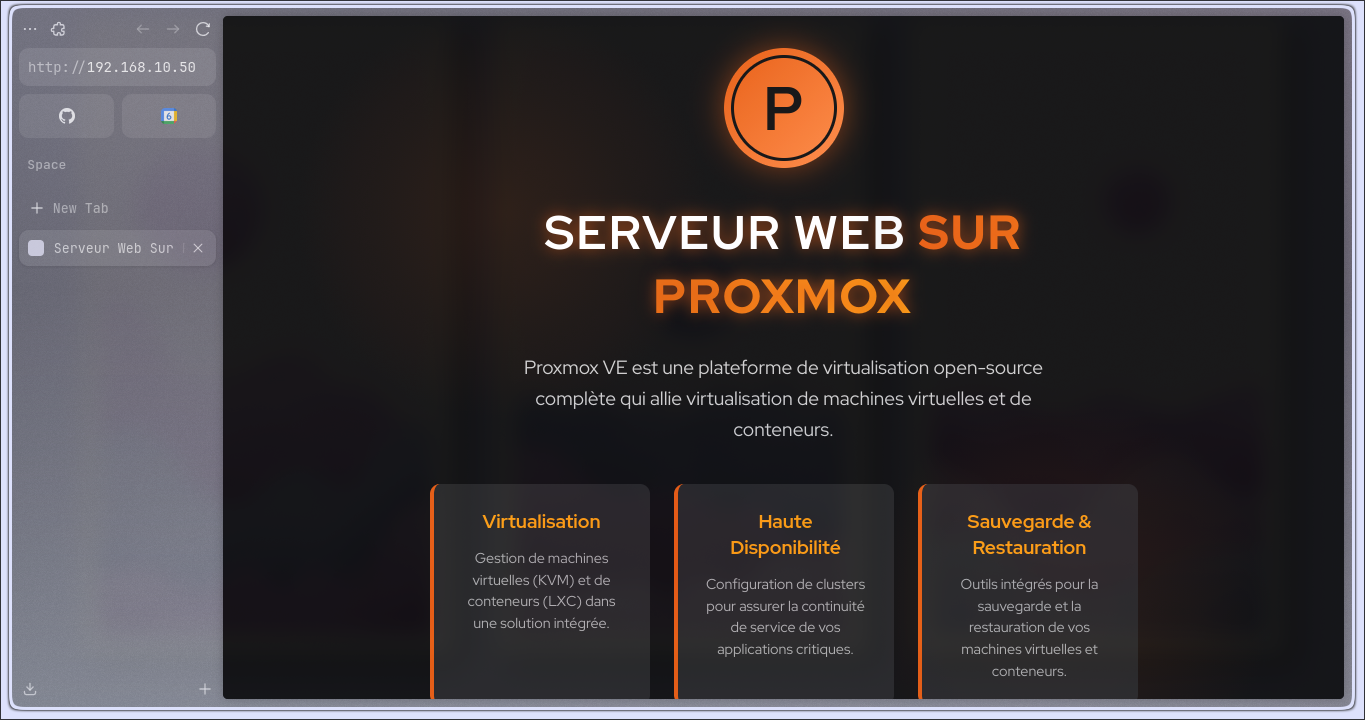 http://192.168.10.50
6
Space
New Tab
Serveur Web Sur
P
SERVEUR WEB SUR
PROXMOX
Proxmox VE est une plateforme de virtualisation open-source
complète qui allie virtualisation de machines virtuelles et de
conteneurs.
Virtualisation
Gestion de machines
virtuelles (KVM) et de
conteneurs (LXC) dans
une solution intégrée.
Haute
Disponibilité
Configuration de clusters
pour assurer la continuité
de service de vos
applications critiques.
Sauvegarde &
Restauration
Outils intégrés pour la
sauvegarde et la
restauration de vos
machines virtuelles et
conteneurs.